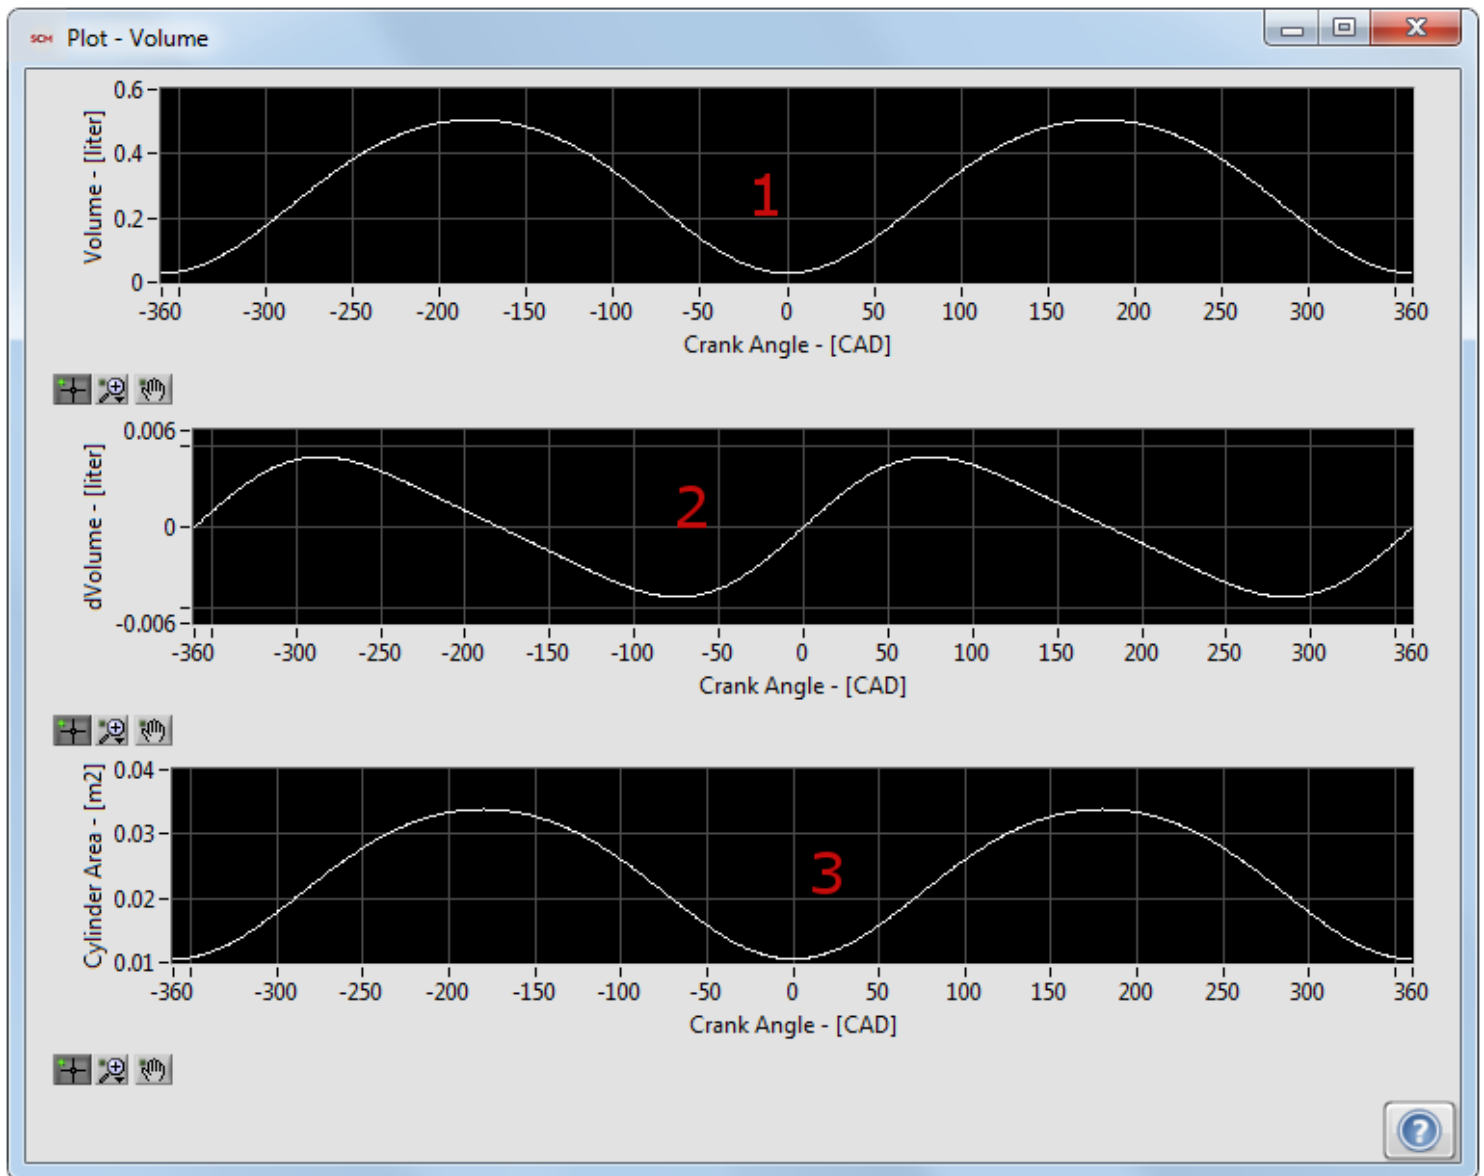 SCM Plot - Volume
0.6
0.4
0.2
0
Volume - [liter]
1
-360 -300 -250 -200 -150 -100 -50 0 50 100 150 200 250 300 360
Crank Angle - [CAD]
0.006
0
-0.006
dVolume - [liter]
2
-360 -300 -250 -200 -150 -100 -50 0 50 100 150 200 250 300 360
Crank Angle - [CAD]
0.04
0.03
0.02
0.01
Cylinder Area - [m2]
3
-360 -300 -250 -200 -150 -100 -50 0 50 100 150 200 250 300 360
Crank Angle - [CAD]
?